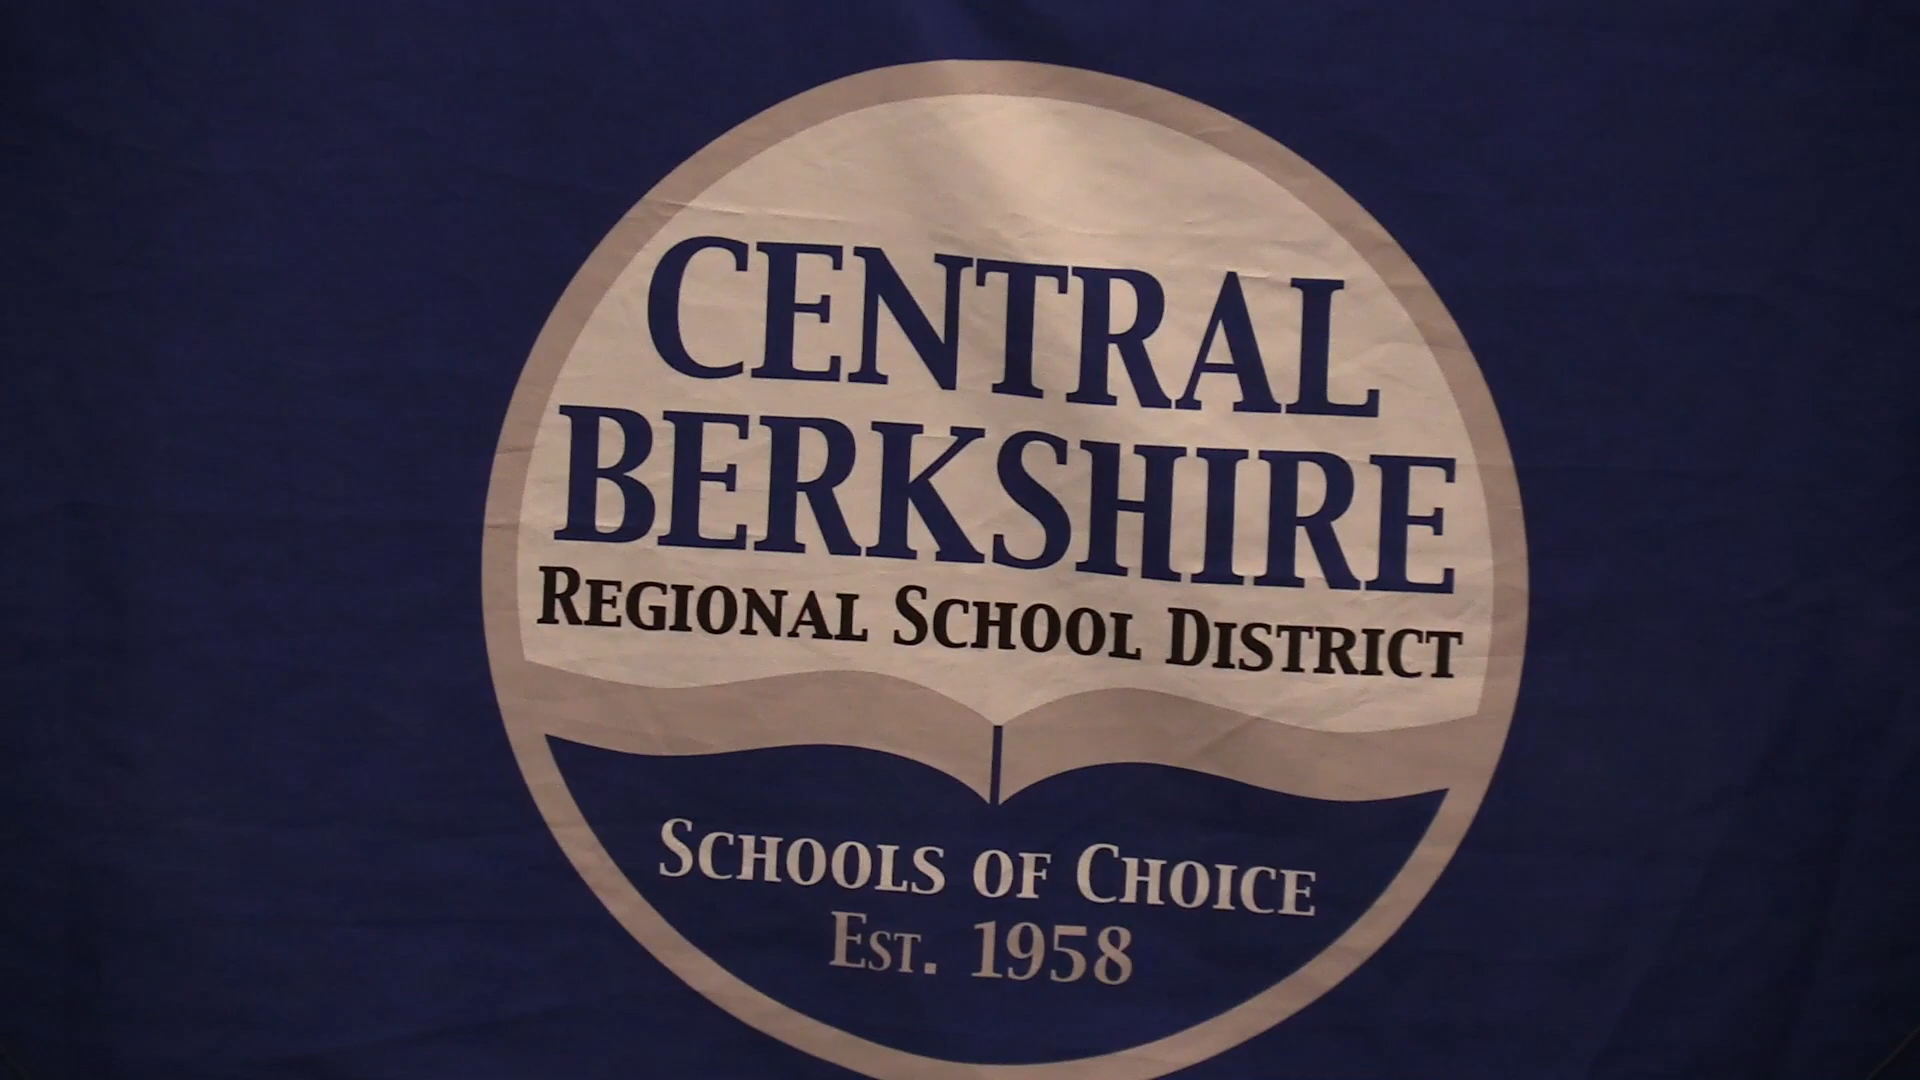 CENTRAL
BERKSHIRE
REGIONAL SCHOOL DISTRICT
SCHOOLS OF CHOICE
EST. 1958